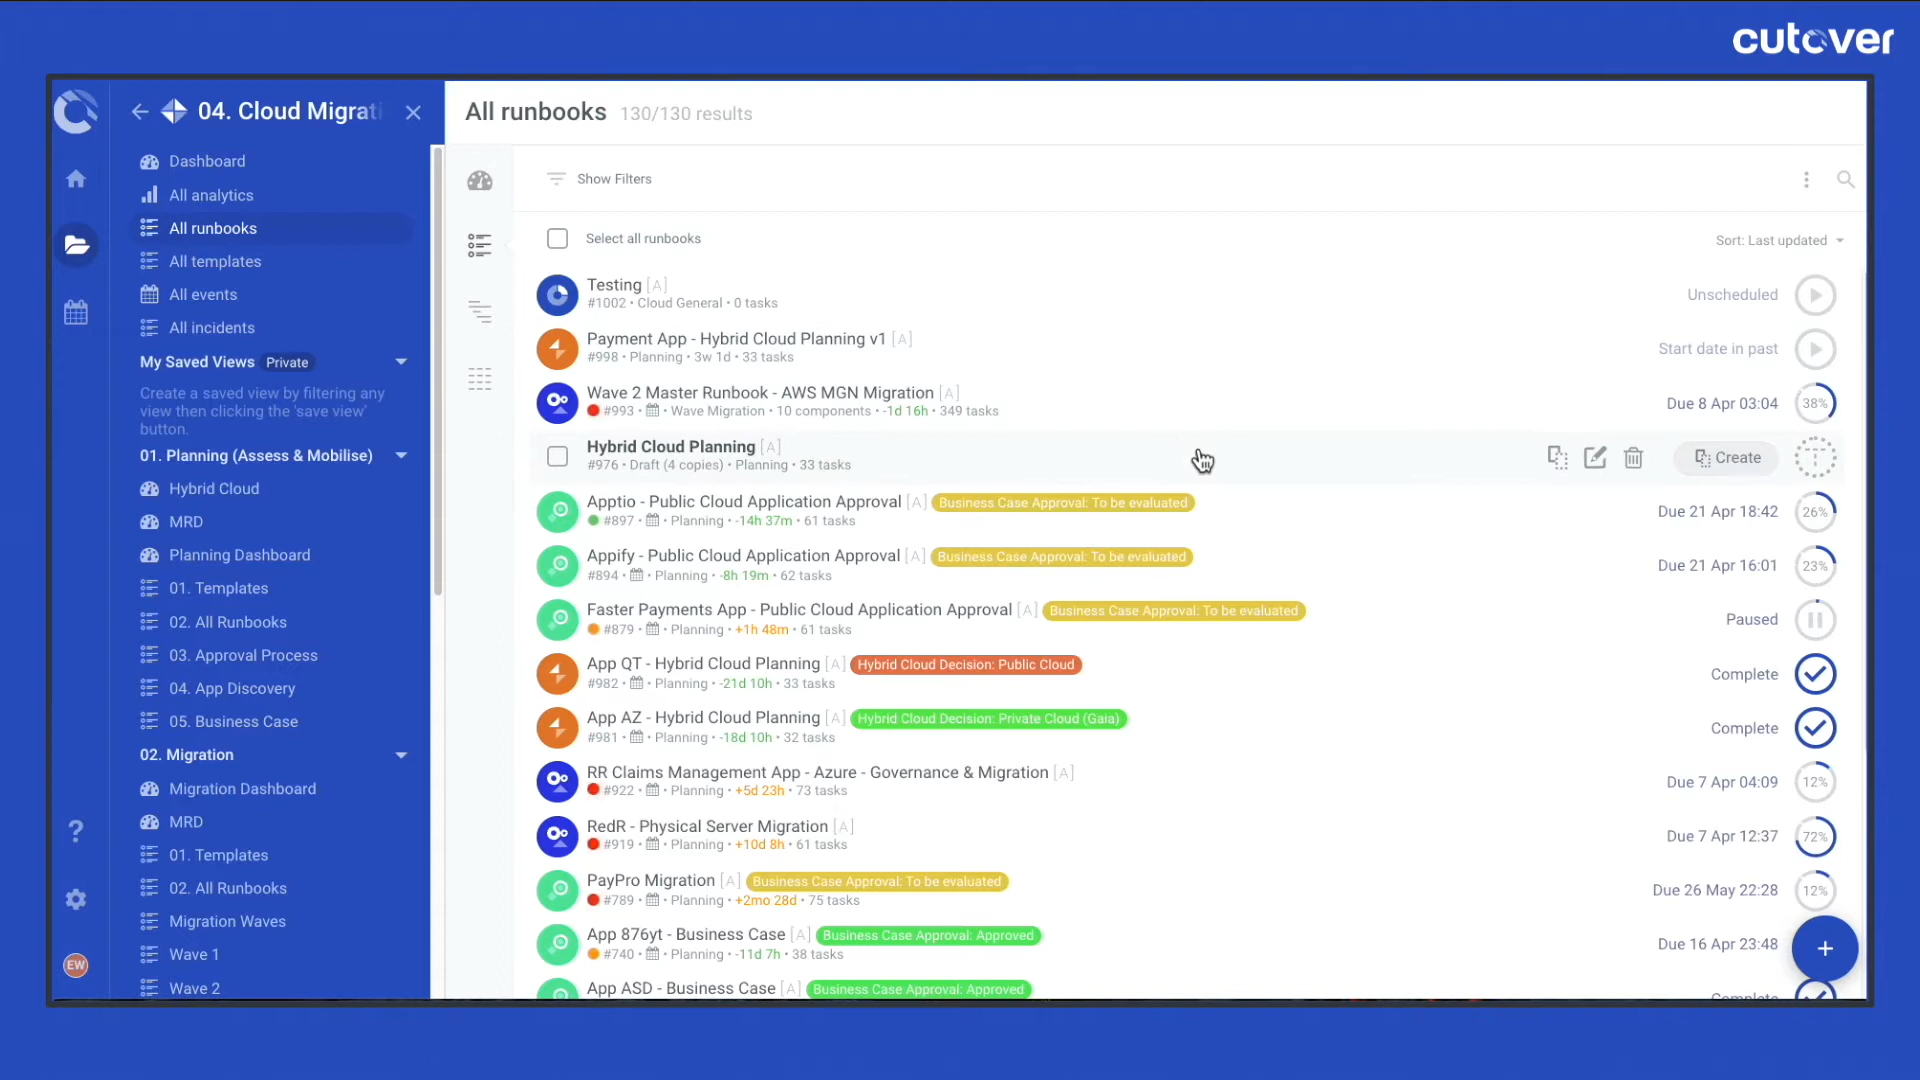 cutover
04. Cloud Migrati
Dashboard
All analytics
All runbooks
All templates
All events
All incidents
My Saved Views Private
Create a saved view by filtering any
view then clicking the 'save view'
button.
01. Planning (Assess & Mobilise)
Hybrid Cloud
MRD
Planning Dashboard
01. Templates
02. All Runbooks
03. Approval Process
04. App Discovery
05. Business Case
02. Migration
Migration Dashboard
MRD
01. Templates
02. All Runbooks
Migration Waves
Wave 1
Wave 2
?
EW
All runbooks 130/130 results
Show Filters
Select all runbooks
Sort: Last updated
Testing [A]
#1002 • Cloud General • 0 tasks
Unscheduled
Payment App - Hybrid Cloud Planning v1 [A]
#998 • Planning • 3w 1d • 33 tasks
Start date in past
Wave 2 Master Runbook - AWS MGN Migration [A]
#993 • Wave Migration • 10 components • -1d 16h • 349 tasks
Due 8 Apr 03:04 38%
Hybrid Cloud Planning [A]
#976 • Draft (4 copies) • Planning • 33 tasks
Create
Apptio - Public Cloud Application Approval [A] Business Case Approval: To be evaluated
#897 • Planning • -14h 37m • 61 tasks
Due 21 Apr 18:42 26%
Appify - Public Cloud Application Approval [A] Business Case Approval: To be evaluated
#894 • Planning • -8h 19m • 62 tasks
Due 21 Apr 16:01 23%
Faster Payments App - Public Cloud Application Approval [A] Business Case Approval: To be evaluated
#879 • Planning • +1h 48m • 61 tasks
Paused
App QT - Hybrid Cloud Planning [A] Hybrid Cloud Decision: Public Cloud
#982 • Planning • -21d 10h • 33 tasks
Complete
App AZ - Hybrid Cloud Planning [A] Hybrid Cloud Decision: Private Cloud (Gaia)
#981 • Planning • -18d 10h • 32 tasks
Complete
RR Claims Management App - Azure - Governance & Migration [A]
#922 • Planning • +5d 23h • 73 tasks
Due 7 Apr 04:09 12%
RedR - Physical Server Migration [A]
#919 • Planning • +10d 8h • 61 tasks
Due 7 Apr 12:37 72%
PayPro Migration [A] Business Case Approval: To be evaluated
#789 • Planning • +2mo 28d • 75 tasks
Due 26 May 22:28 12%
App 876yt - Business Case [A] Business Case Approval: Approved
#740 • Planning • -11d 7h • 38 tasks
Due 16 Apr 23:48
App ASD - Business Case [A] Business Case Approval: Approved
Complete